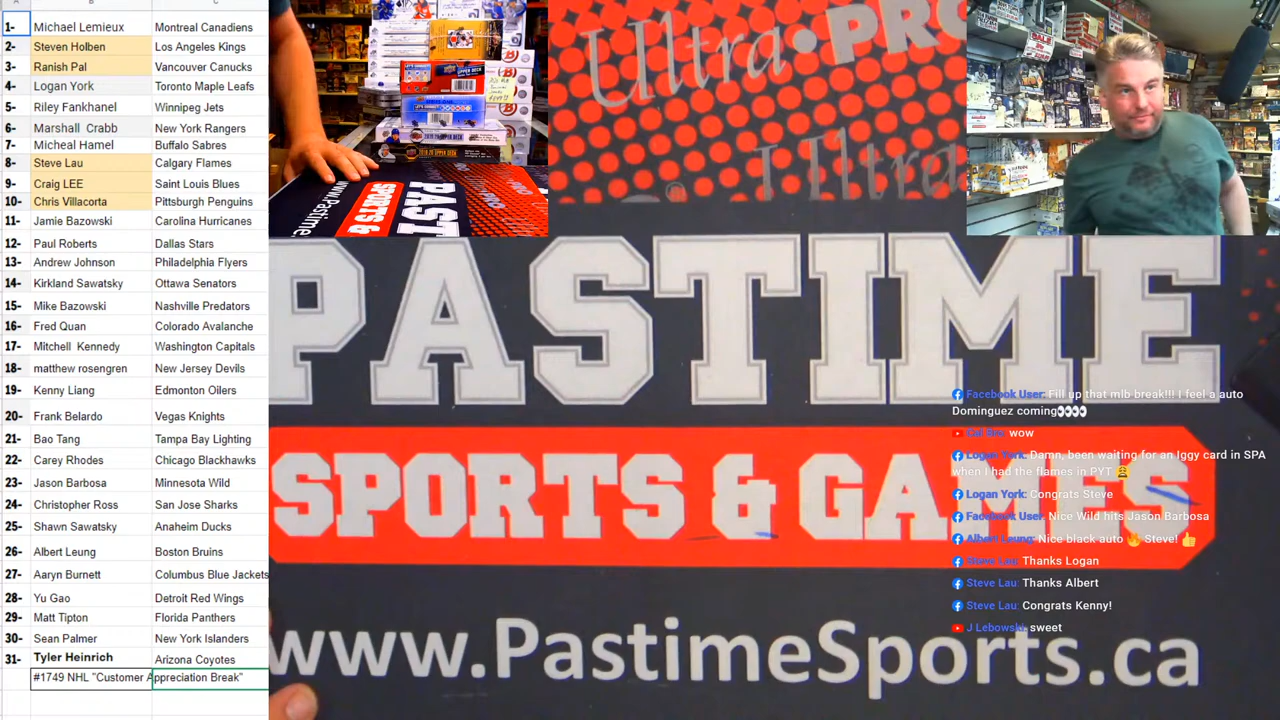 1- Michael Lemieux Montreal Canadiens
2- Steven Holben Los Angeles Kings
3- Ranish Pal Vancouver Canucks
4- Logan York Toronto Maple Leafs
5- Riley Fankhanel Winnipeg Jets
6- Marshall Crabb New York Rangers
7- Micheal Hamel Buffalo Sabres
8- Steve Lau Calgary Flames
9- Craig LEE Saint Louis Blues
10- Chris Villacorta Pittsburgh Penguins
11- Jamie Bazowski Carolina Hurricanes
12- Paul Roberts Dallas Stars
13- Andrew Johnson Philadelphia Flyers
14- Kirkland Sawatsky Ottawa Senators
15- Mike Bazowski Nashville Predators
16- Fred Quan Colorado Avalanche
17- Mitchell Kennedy Washington Capitals
18- matthew rosengren New Jersey Devils
19- Kenny Liang Edmonton Oilers
20- Frank Belardo Vegas Knights
21- Bao Tang Tampa Bay Lighting
22- Carey Rhodes Chicago Blackhawks
23- Jason Barbosa Minnesota Wild
24- Christopher Ross San Jose Sharks
25- Shawn Sawatsky Anaheim Ducks
26- Albert Leung Boston Bruins
27- Aaryn Burnett Columbus Blue Jackets
28- Yu Gao Detroit Red Wings
29- Matt Tipton Florida Panthers
30- Sean Palmer New York Islanders
31- Tyler Heinrich Arizona Coyotes
#1749 NHL "Customer Appreciation Break"
www.Pastime
SPORTS &
PAST
Ultra
Ultra
SALE
PASTIME
SPORTS & GAMES
www.PastimeSports.ca
Facebook User: Fill up that mlb break!!! I feel a auto
Dominguez coming👀👀
wow
Logan York: Damn, been waiting for an Iggy card in SPA
when I had the flames in PYT 😩
Logan York: Congrats Steve
Facebook User: Nice Wild hits Jason Barbosa
Albert Leung: Nice black auto 🔥 Steve! 👍
Steve Lau: Thanks Logan
Steve Lau: Thanks Albert
Steve Lau: Congrats Kenny!
J Lebowski: sweet